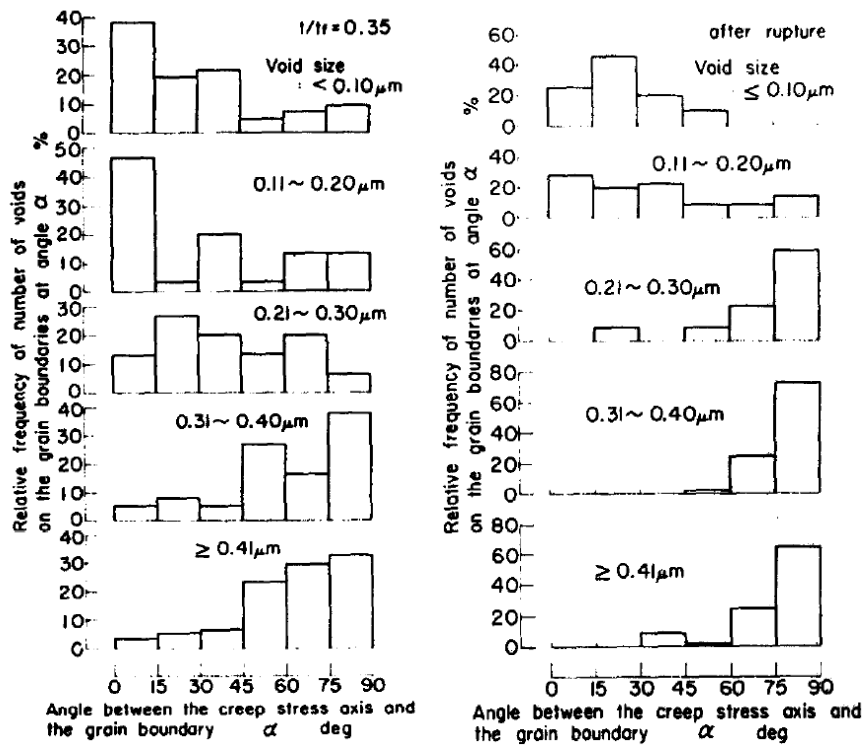 t/tr = 0.35
Void size
< 0.10μm
40
30
20
10
0
%
0.11~ 0.20μm
50
40
30
20
10
0
0.21~ 0.30μm
30
20
10
0
0.31~ 0.40μm
40
30
20
10
0
≥ 0.41μm
40
30
20
10
0
Relative frequency of number of voids
on the grain boundaries at angle α
0 15 30 45 60 75 90
Angle between the creep stress axis and
the grain boundary α deg
after rupture
Void size
≤ 0.10μm
60
40
20
0
%
0.11~ 0.20μm
40
20
0
0.21~ 0.30μm
60
40
20
0
0.31~ 0.40μm
80
60
40
20
0
≥ 0.41μm
80
60
40
20
0
Relative frequency of number of voids
on the grain boundaries at angle α
0 15 30 45 60 75 90
Angle between the creep stress axis and
the grain boundary α deg